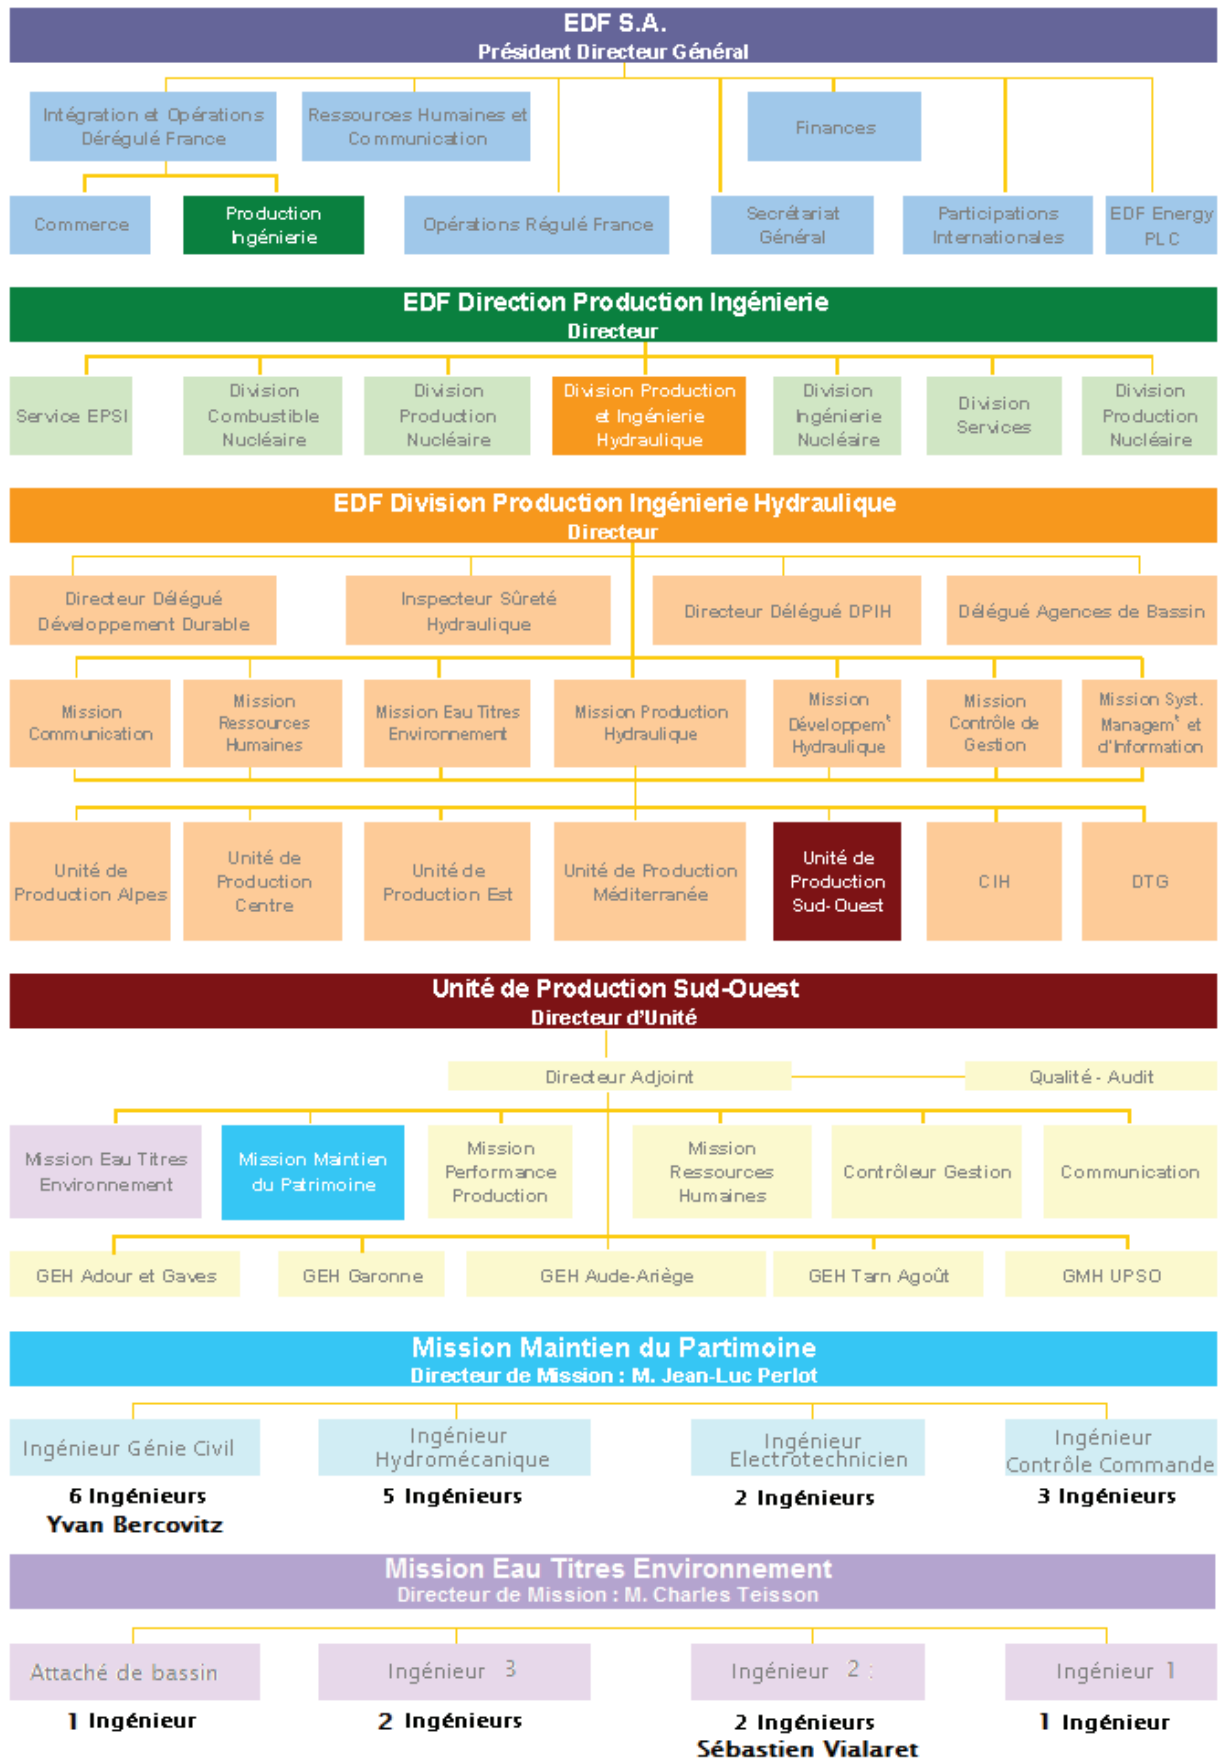 EDF S.A.
Président Directeur Général
Intégration et Opérations
Dérégulé France
Ressources Humaines et
Communication
Finances
Commerce
Production
Ingénierie
Opérations Régulé France
Secrétariat
Général
Participations
Internationales
EDF Energy
PLC
EDF Direction Production Ingénierie
Directeur
Service EPSI
Division
Combustible
Nucléaire
Division
Production
Nucléaire
Division Production
et Ingénierie
Hydraulique
Division
Ingénierie
Nucléaire
Division
Services
Division
Production
Nucléaire
EDF Division Production Ingénierie Hydraulique
Directeur
Directeur Délégué
Développement Durable
Inspecteur Sûreté
Hydraulique
Directeur Délégué DPIH
Délégué Agences de Bassin
Mission
Communication
Mission
Ressources
Humaines
Mission Eau Titres
Environnement
Mission Production
Hydraulique
Mission
Développemᵗ
Hydraulique
Mission
Contrôle de
Gestion
Mission Syst.
Managemᵗ et
d'Information
Unité de
Production Alpes
Unité de
Production
Centre
Unité de
Production Est
Unité de Production
Méditerranée
Unité de
Production
Sud-Ouest
CIH
DTG
Unité de Production Sud-Ouest
Directeur d'Unité
Directeur Adjoint
Qualité - Audit
Mission Eau Titres
Environnement
Mission Maintien
du Patrimoine
Mission
Performance
Production
Mission
Ressources
Humaines
Contrôleur Gestion
Communication
GEH Adour et Gaves
GEH Garonne
GEH Aude-Ariège
GEH Tarn Agoût
GMH UPSO
Mission Maintien du Partimoine
Directeur de Mission : M. Jean-Luc Perlot
Ingénieur Génie Civil
Ingénieur
Hydromécanique
Ingénieur
Electrotechnicien
Ingénieur
Contrôle Commande
6 Ingénieurs
Yvan Bercovitz
5 Ingénieurs
2 Ingénieurs
3 Ingénieurs
Mission Eau Titres Environnement
Directeur de Mission : M. Charles Teisson
Attaché de bassin
Ingénieur 3
Ingénieur 2 :
Ingénieur 1
1 Ingénieur
2 Ingénieurs
2 Ingénieurs
Sébastien Vialaret
1 Ingénieur